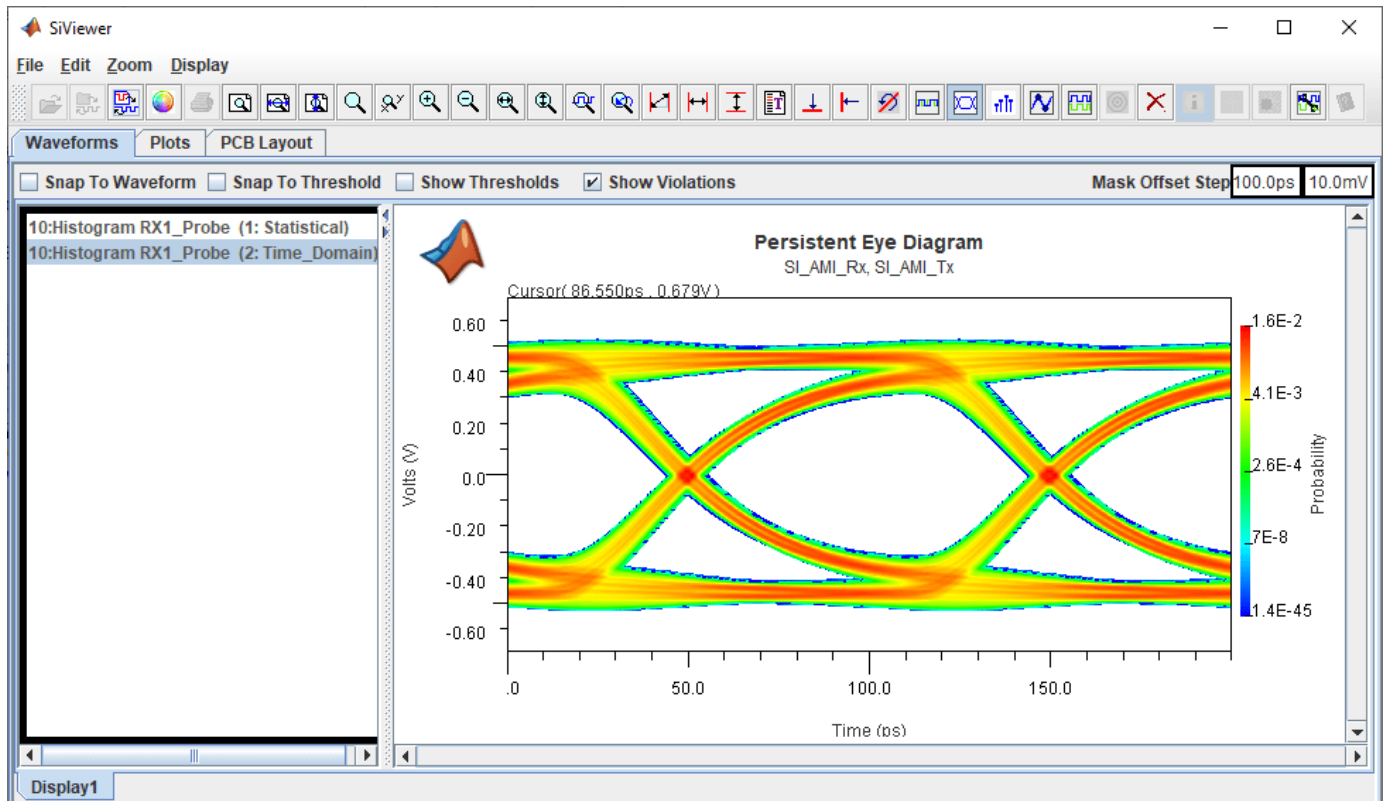 SiViewer
File Edit Zoom Display
Waveforms Plots PCB Layout
Snap To Waveform Snap To Threshold Show Thresholds Show Violations Mask Offset Step 100.0ps 10.0mV
10:Histogram RX1_Probe (1: Statistical)
10:Histogram RX1_Probe (2: Time_Domain)
Persistent Eye Diagram
SI_AMI_Rx, SI_AMI_Tx
Cursor( 86.550ps , 0.679V )
0.60
0.40
0.20
0.0
-0.20
-0.40
-0.60
Volts (V)
.0 50.0 100.0 150.0
Time (ps)
1.6E-2
4.1E-3
2.6E-4
7E-8
1.4E-45
Probability
Display1